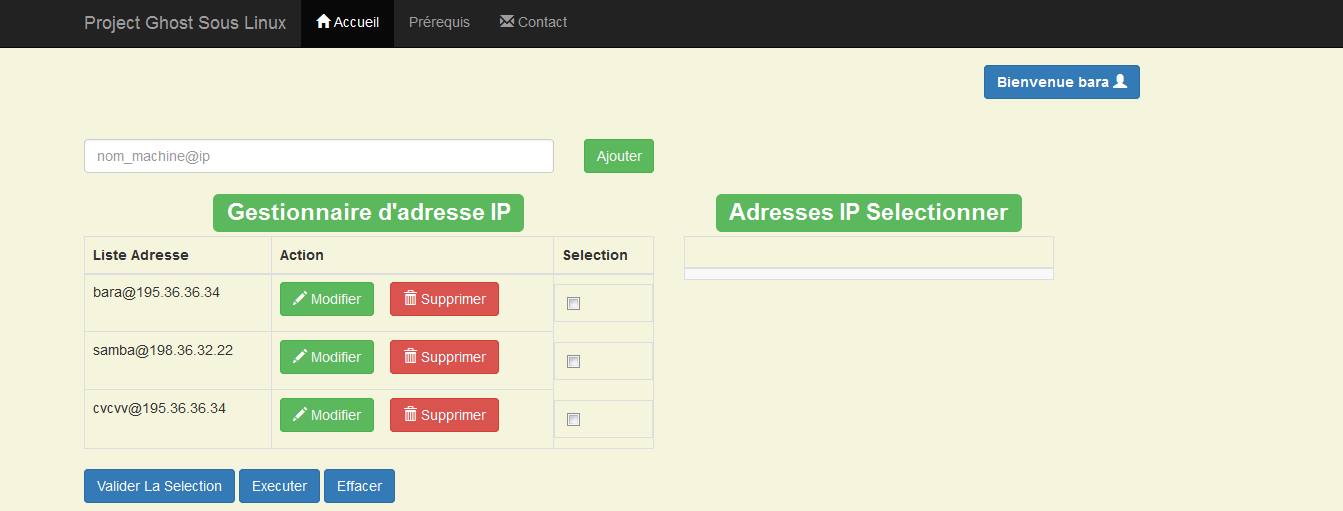 Project Ghost Sous Linux Accueil Prérequis Contact
Bienvenue bara
nom_machine@ip Ajouter
Gestionnaire d'adresse IP
Adresses IP Selectionner
Liste Adresse Action Selection
bara@195.36.36.34 Modifier Supprimer
samba@198.36.32.22 Modifier Supprimer
cvcvv@195.36.36.34 Modifier Supprimer
Valider La Selection Executer Effacer